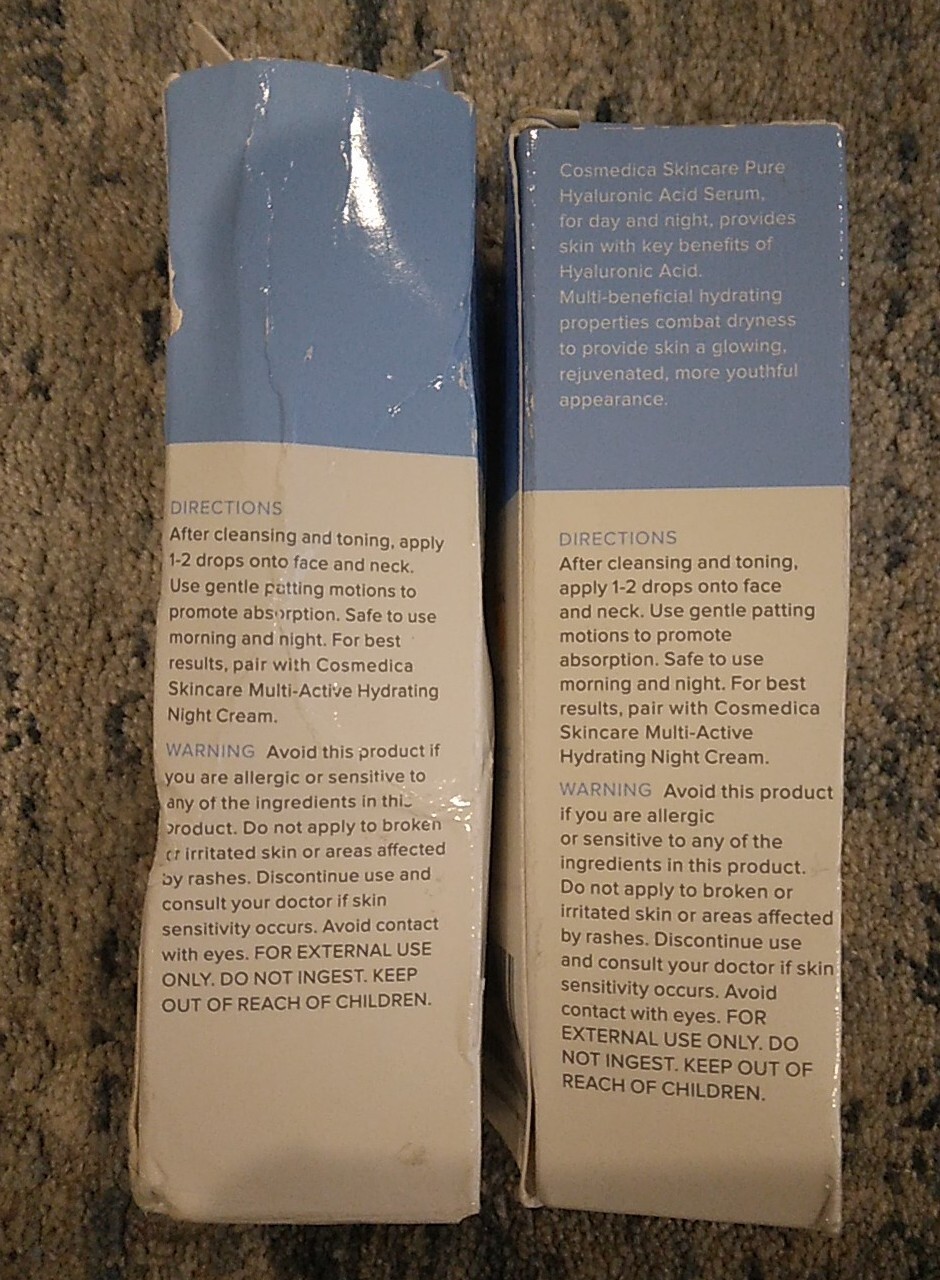 DIRECTIONS
After cleansing and toning, apply
1-2 drops onto face and neck.
Use gentle patting motions to
promote absorption. Safe to use
morning and night. For best
results, pair with Cosmedica
Skincare Multi-Active Hydrating
Night Cream.
WARNING Avoid this product if
you are allergic or sensitive to
any of the ingredients in this
product. Do not apply to broken
or irritated skin or areas affected
by rashes. Discontinue use and
consult your doctor if skin
sensitivity occurs. Avoid contact
with eyes. FOR EXTERNAL USE
ONLY. DO NOT INGEST. KEEP
OUT OF REACH OF CHILDREN.
Cosmedica Skincare Pure
Hyaluronic Acid Serum,
for day and night, provides
skin with key benefits of
Hyaluronic Acid.
Multi-beneficial hydrating
properties combat dryness
to provide skin a glowing,
rejuvenated, more youthful
appearance.
DIRECTIONS
After cleansing and toning,
apply 1-2 drops onto face
and neck. Use gentle patting
motions to promote
absorption. Safe to use
morning and night. For best
results, pair with Cosmedica
Skincare Multi-Active
Hydrating Night Cream.
WARNING Avoid this product
if you are allergic
or sensitive to any of the
ingredients in this product.
Do not apply to broken or
irritated skin or areas affected
by rashes. Discontinue use
and consult your doctor if skin
sensitivity occurs. Avoid
contact with eyes. FOR
EXTERNAL USE ONLY. DO
NOT INGEST. KEEP OUT OF
REACH OF CHILDREN.